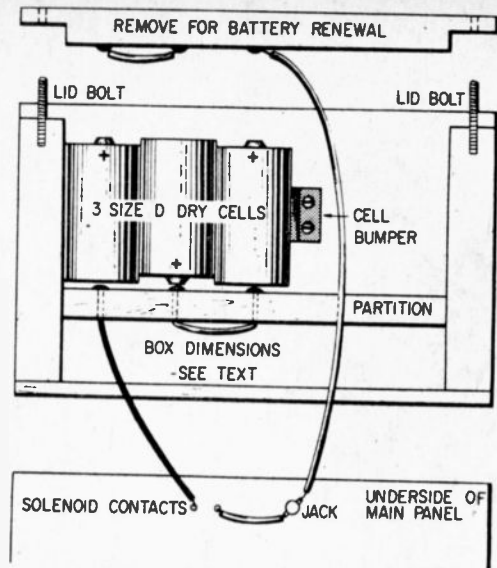 REMOVE FOR BATTERY RENEWAL
LID BOLT
LID BOLT
+
+
3 SIZE D DRY CELLS
CELL
BUMPER
+
PARTITION
BOX DIMENSIONS
SEE TEXT
SOLENOID CONTACTS
JACK
UNDERSIDE OF
MAIN PANEL